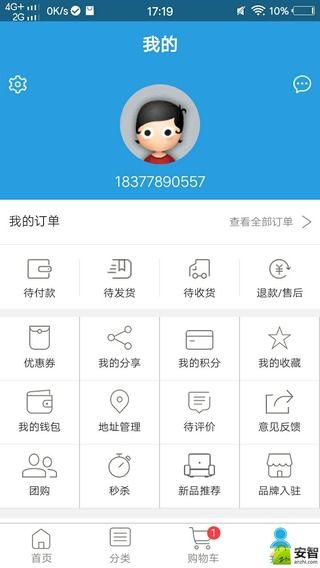 4G+ 2G 0K/s 17:19 10%
我的
18377890557
我的订单 查看全部订单 >
待付款 待发货 待收货 退款/售后
优惠券 我的分享 我的积分 我的收藏
我的钱包 地址管理 待评价 意见反馈
团购 秒杀 新品推荐 品牌入驻
1
首页 分类 购物车
安智
anzhi.com